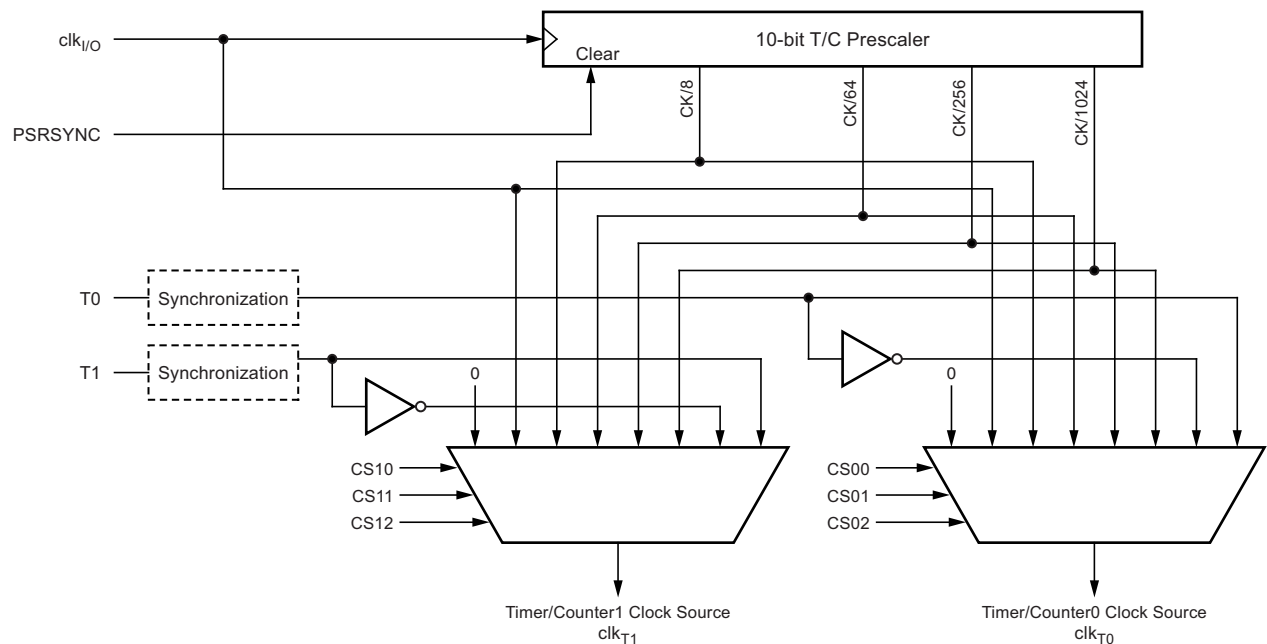 clkI/O
10-bit T/C Prescaler
Clear
CK/8
CK/64
CK/256
CK/1024
PSRSYNC
T0
Synchronization
T1
Synchronization
0
0
CS10
CS11
CS12
CS00
CS01
CS02
Timer/Counter1 Clock Source
clkT1
Timer/Counter0 Clock Source
clkT0